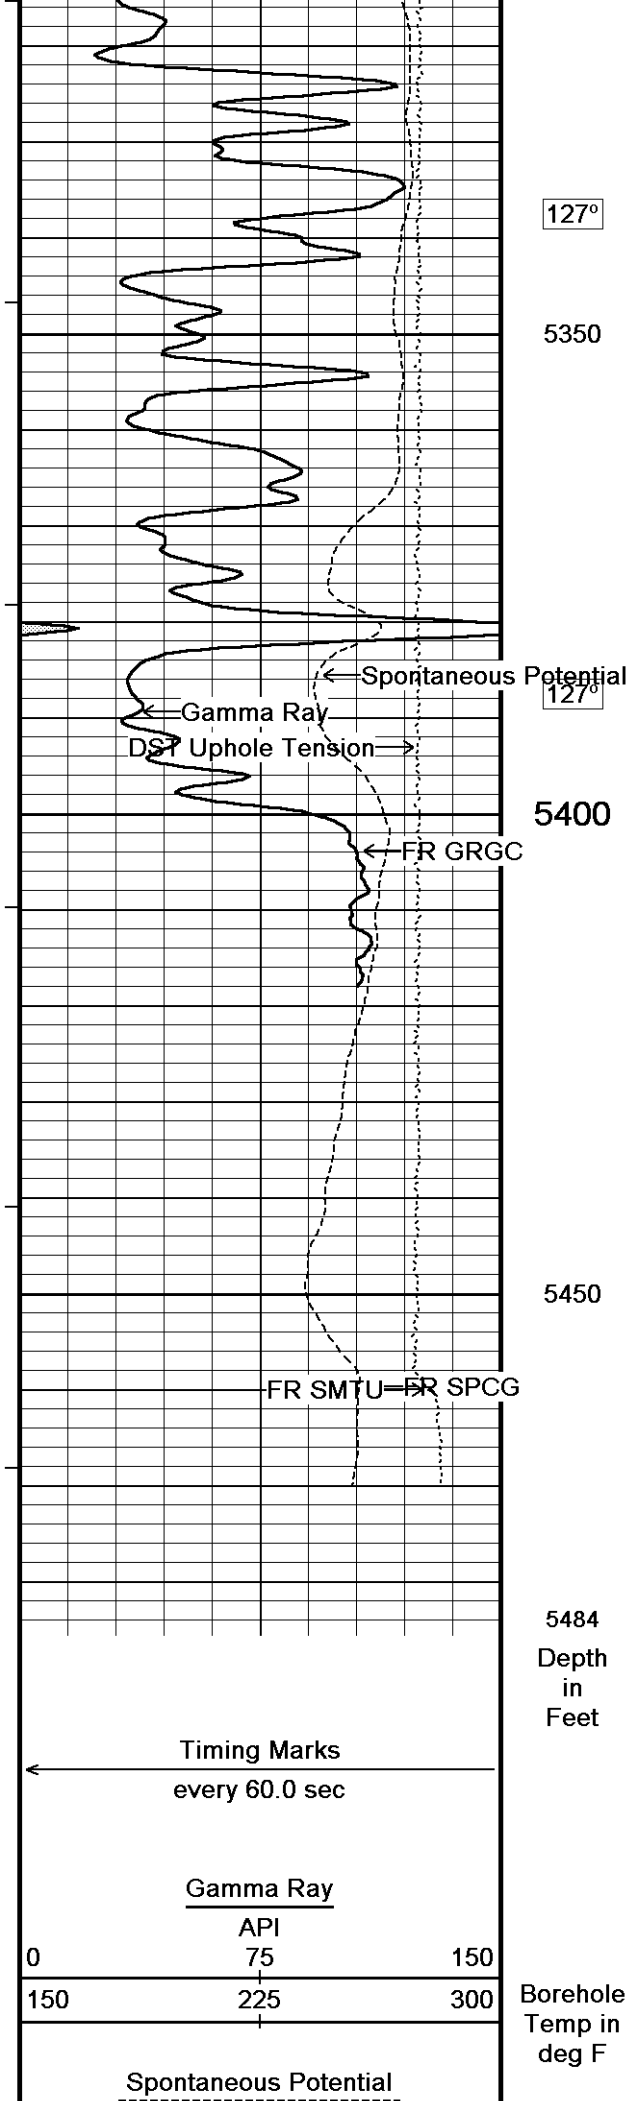 127°
5350
Spontaneous Potential
127°
Gamma Ray
DST Uphole Tension
5400
FR GRGC
5450
FR SMTU FR SPCG
5484
Depth
in
Feet
Timing Marks
every 60.0 sec
Gamma Ray
API
0 75 150
150 225 300
Borehole
Temp in
deg F
Spontaneous Potential